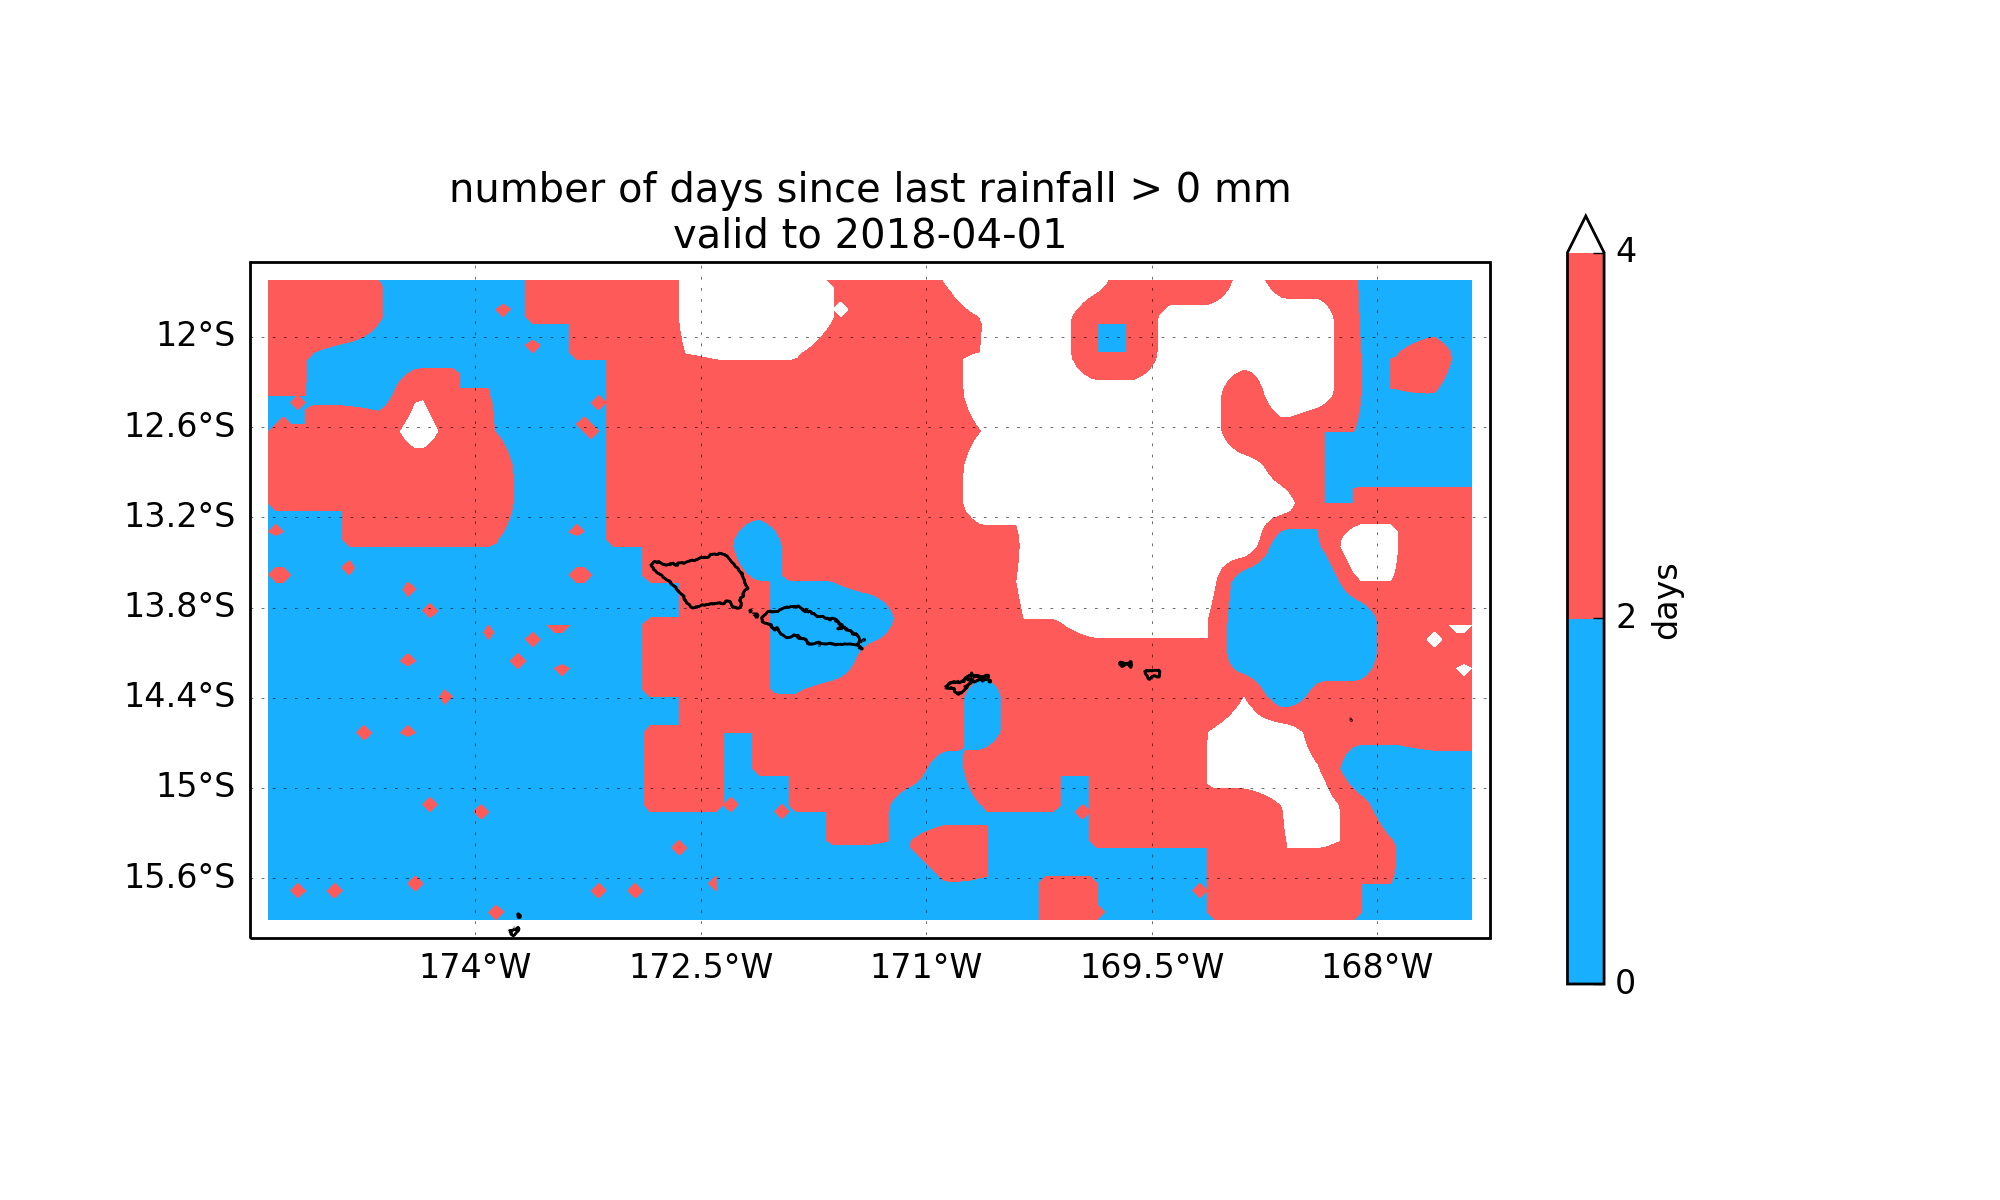 number of days since last rainfall > 0 mm
valid to 2018-04-01
12°S
12.6°S
13.2°S
13.8°S
14.4°S
15°S
15.6°S
174°W
172.5°W
171°W
169.5°W
168°W
4
2
0
days